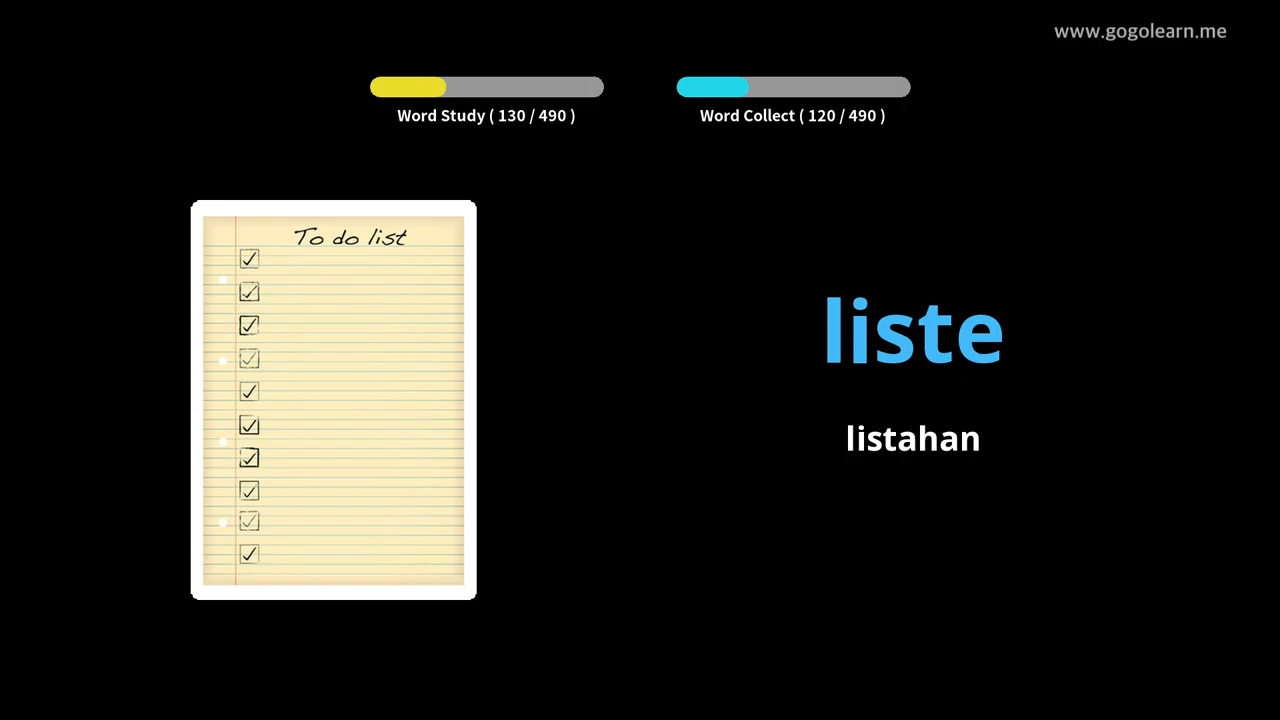 www.gogolearn.me
Word Study ( 130 / 490 )
Word Collect ( 120 / 490 )
To do list
liste
listahan